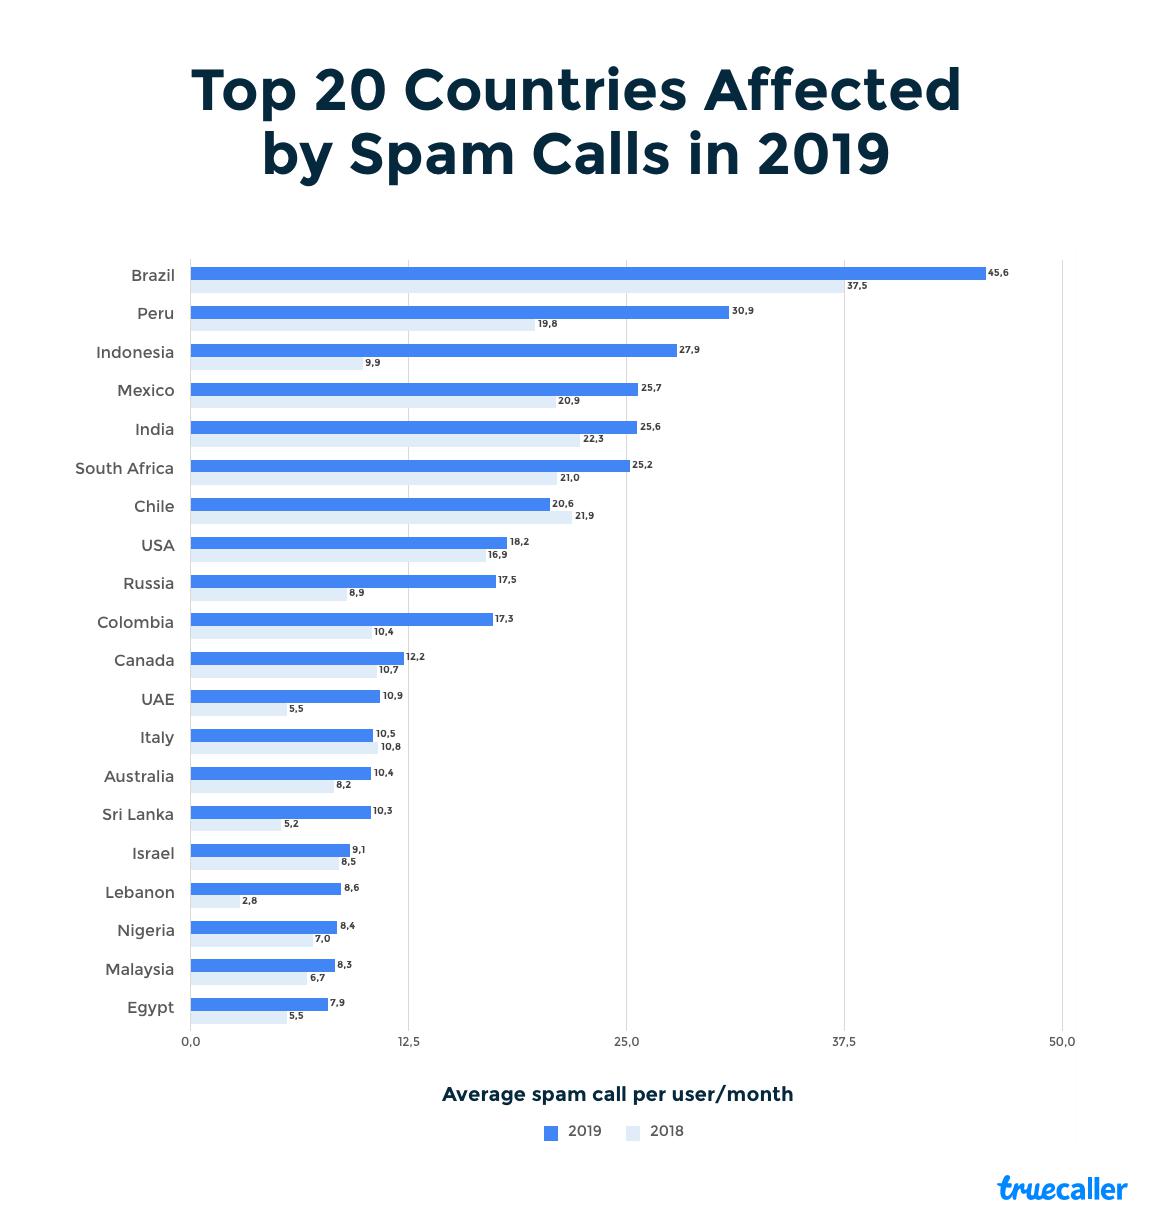 Top 20 Countries Affected
by Spam Calls in 2019
Brazil 45,6
37,5
Peru 30,9
19,8
Indonesia 27,9
9,9
Mexico 25,7
20,9
India 25,6
22,3
South Africa 25,2
21,0
Chile 20,6
21,9
USA 18,2
16,9
Russia 17,5
8,9
Colombia 17,3
10,4
Canada 12,2
10,7
UAE 10,9
5,5
Italy 10,5
10,8
Australia 10,4
8,2
Sri Lanka 10,3
5,2
Israel 9,1
8,5
Lebanon 8,6
2,8
Nigeria 8,4
7,0
Malaysia 8,3
6,7
Egypt 7,9
5,5
0,0 12,5 25,0 37,5 50,0
Average spam call per user/month
2019 2018
truecaller